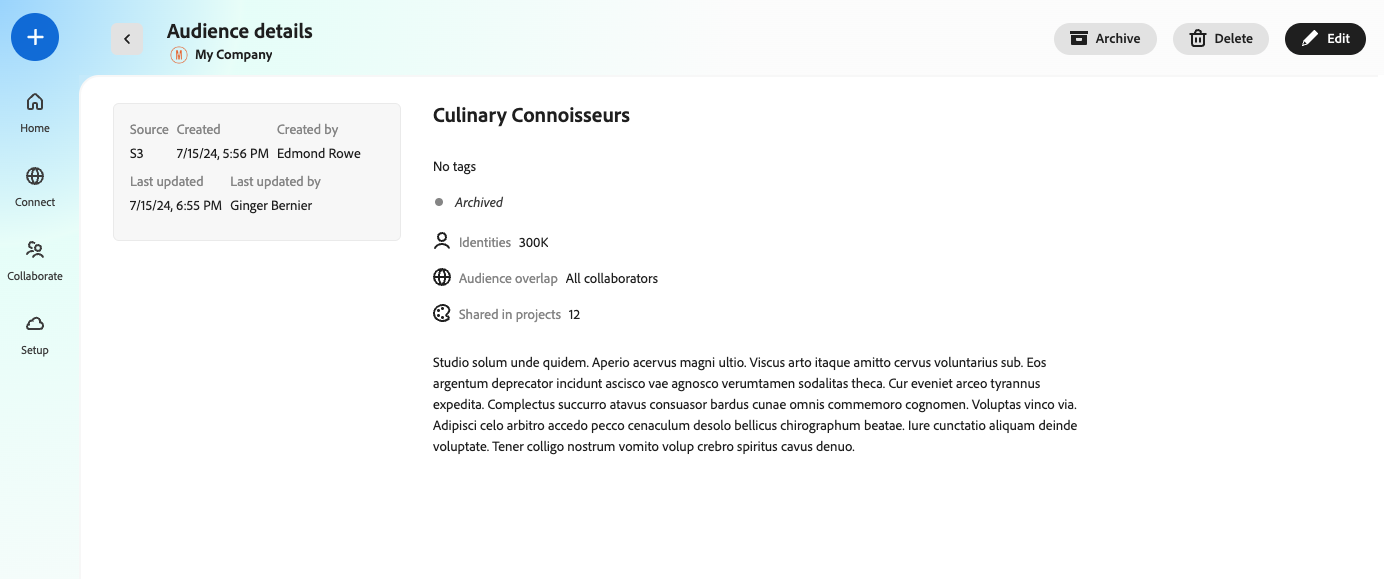 Audience details
M My Company
Archive
Delete
Edit
Home
Connect
Collaborate
Setup
Source Created Created by
S3 7/15/24, 5:56 PM Edmond Rowe
Last updated Last updated by
7/15/24, 6:55 PM Ginger Bernier
Culinary Connoisseurs
No tags
Archived
Identities 300K
Audience overlap All collaborators
Shared in projects 12
Studio solum unde quidem. Aperio acervus magni ultio. Viscus arto itaque amitto cervus voluntarius sub. Eos
argentum deprecator incidunt ascisco vae agnosco verumtamen sodalitas theca. Cur eveniet arceo tyrannus
expedita. Complectus succurro atavus consuasor bardus cunae omnis commemoro cognomen. Voluptas vinco via.
Adipisci celo arbitro accedo pecco cenaculum desolo bellicus chirographum beatae. Iure cunctatio aliquam deinde
voluptate. Tener colligo nostrum vomito volup crebro spiritus cavus denuo.